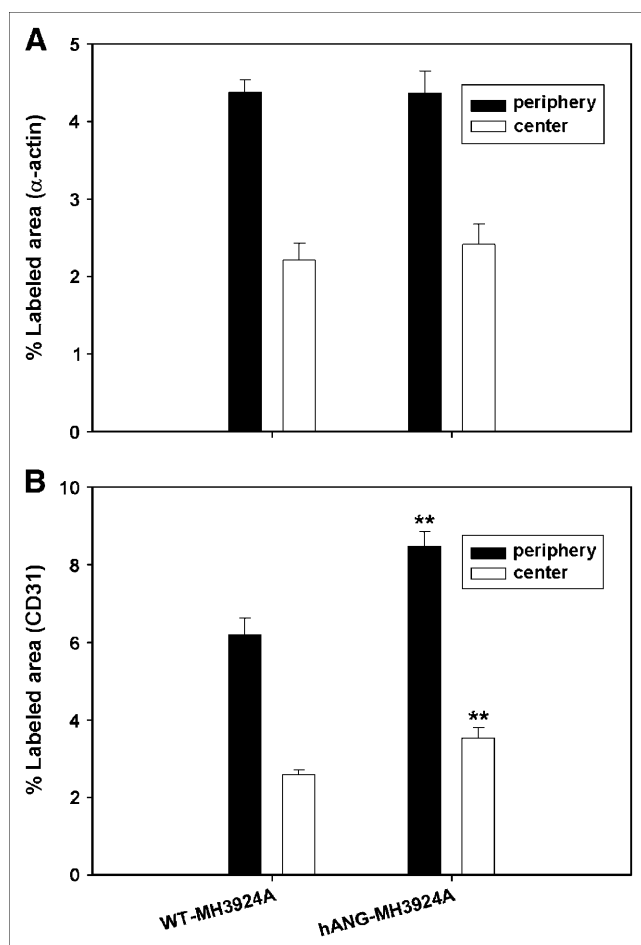 A
% Labeled area (α-actin)
5
4
3
2
1
0
periphery
center
B
% Labeled area (CD31)
10
8
6
4
2
0
**
**
periphery
center
WT-MH3924A
hANG-MH3924A